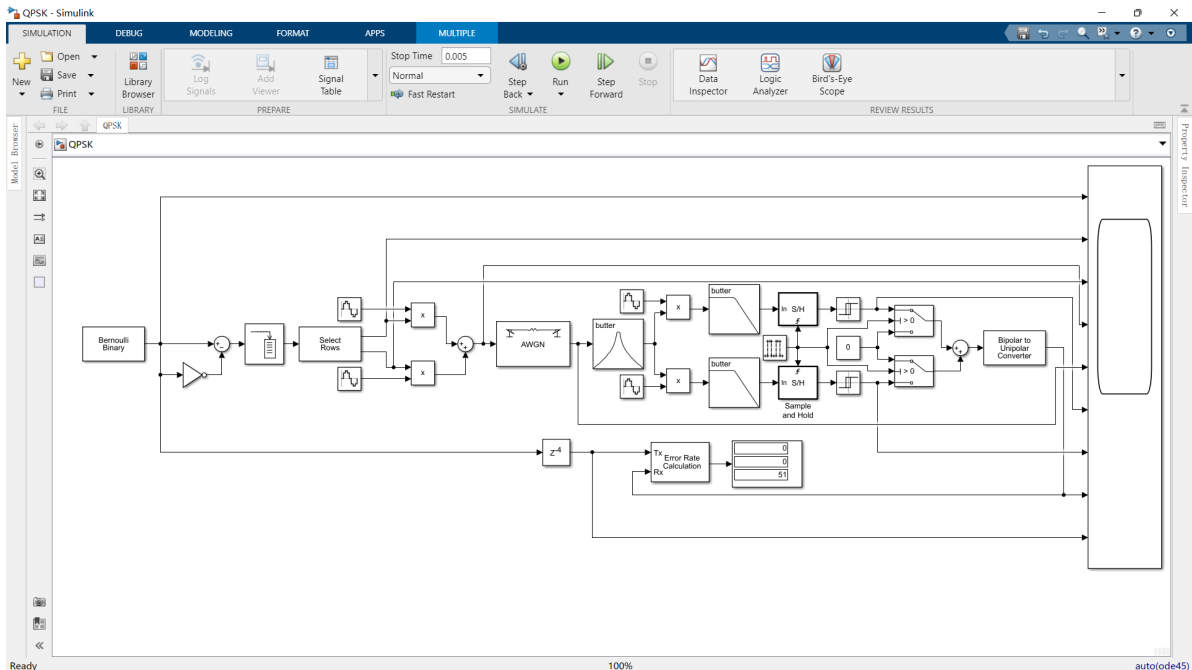 QPSK - Simulink
SIMULATION DEBUG MODELING FORMAT APPS MULTIPLE
New
Open
Save
Print
FILE
Library
Browser
LIBRARY
Log
Signals
Add
Viewer
Signal
Table
PREPARE
Stop Time 0.005
Normal
Fast Restart
Step
Back
Run
Step
Forward
Stop
SIMULATE
Data
Inspector
Logic
Analyzer
Bird's-Eye
Scope
REVIEW RESULTS
Model Browser
QPSK
QPSK
Property Inspector
Bernoulli
Binary
+
-
Select
Rows
x
x
+
+
AWGN
butter
x
x
butter
butter
In S/H
In S/H
Sample
and Hold
0
> 0
> 0
+
+
Bipolar to
Unipolar
Converter
Z-4
Tx
Rx
Error Rate
Calculation
0
0
51
Ready
100%
auto(ode45)